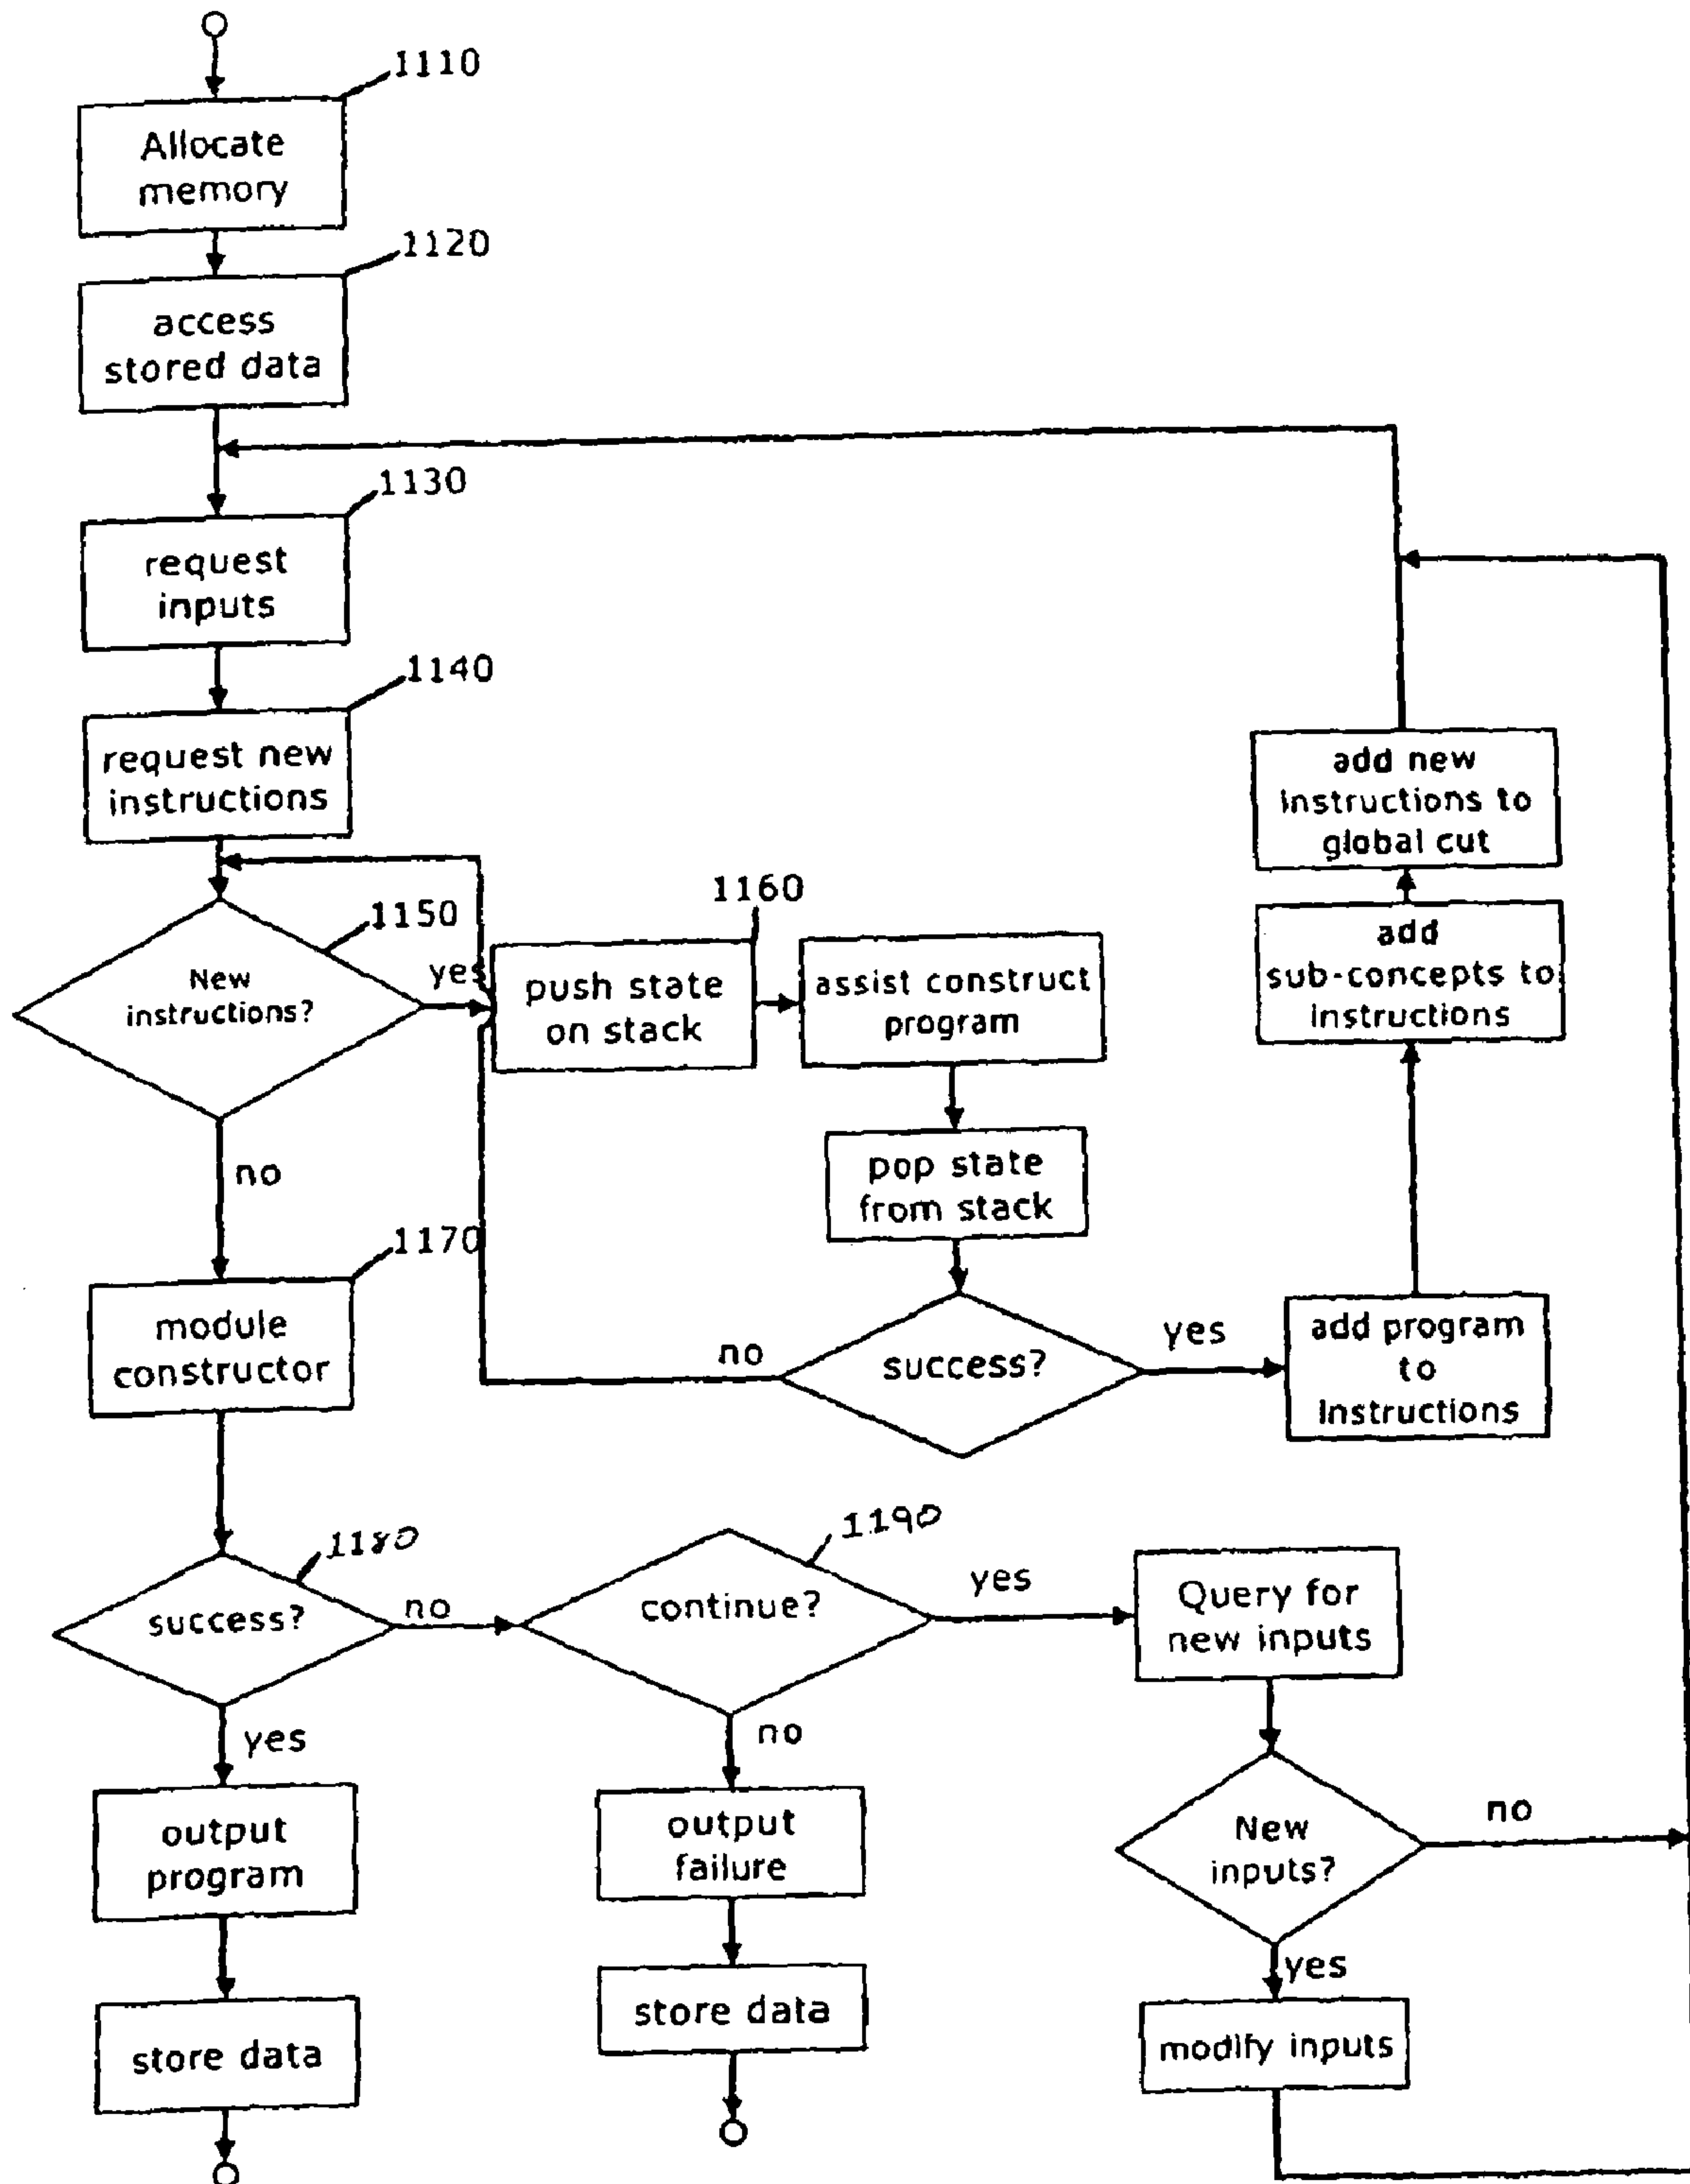 1110
Allocate
memory
1120
access
stored data
1130
request
inputs
1140
request new
instructions
1150
New
instructions?
yes
1160
push state
on stack
assist construct
program
pop state
from stack
success?
no
yes
add program
to
Instructions
add
sub-concepts to
instructions
add new
instructions to
global cut
no
1170
module
constructor
1180
success?
no
1190
continue?
yes
Query for
new inputs
yes
output
program
store data
no
output
failure
store data
New
inputs?
no
yes
modify inputs